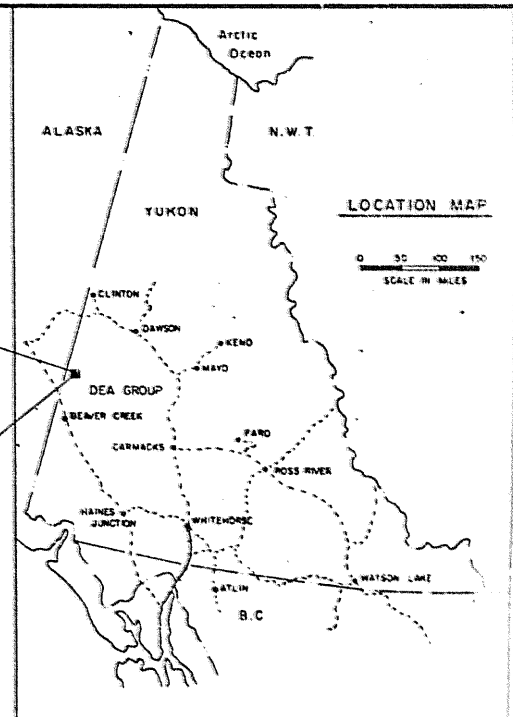 Arctic
Ocean
ALASKA
N.W.T.
YUKON
LOCATION MAP
0 50 100 150
SCALE IN MILES
CLINTON
DAWSON
KENO
MAYO
DEA GROUP
BEAVER CREEK
FARO
CARMACKS
ROSS RIVER
HAINES
JUNCTION
WHITEHORSE
WATSON LAKE
ATLIN
B.C